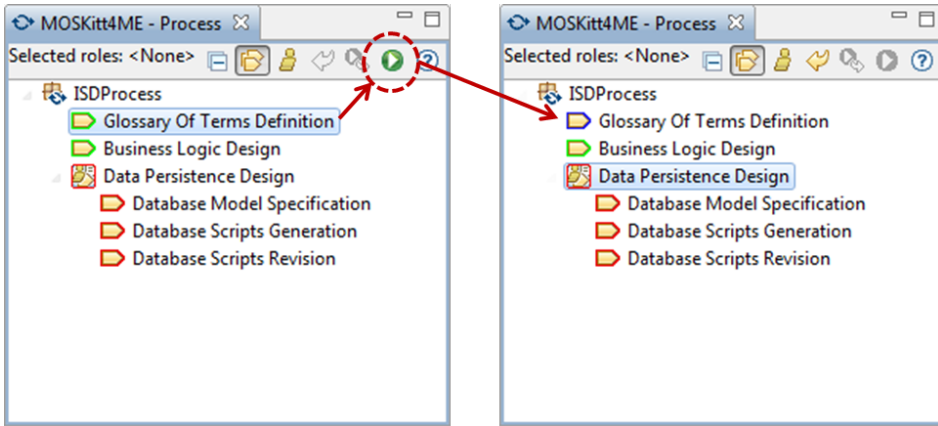 MOSKitt4ME - Process
Selected roles: <None>
ISDProcess
Glossary Of Terms Definition
Business Logic Design
Data Persistence Design
Database Model Specification
Database Scripts Generation
Database Scripts Revision
MOSKitt4ME - Process
Selected roles: <None>
ISDProcess
Glossary Of Terms Definition
Business Logic Design
Data Persistence Design
Database Model Specification
Database Scripts Generation
Database Scripts Revision